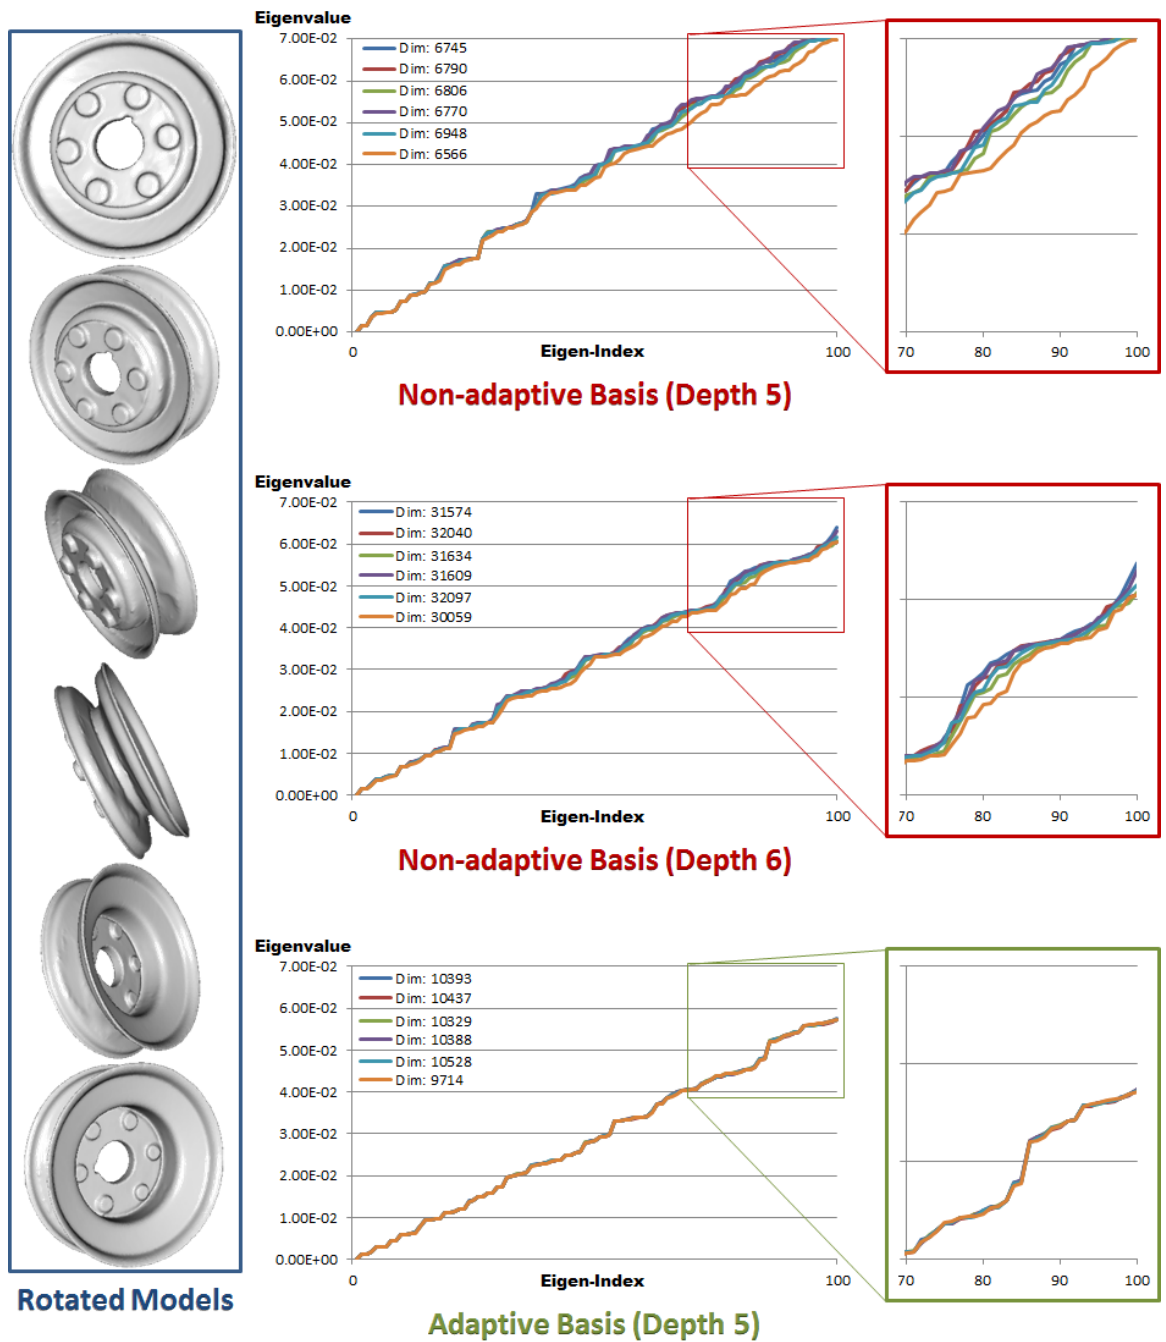 Eigenvalue
7.00E-02
6.00E-02
5.00E-02
4.00E-02
3.00E-02
2.00E-02
1.00E-02
0.00E+00
Dim: 6745
Dim: 6790
Dim: 6806
Dim: 6770
Dim: 6948
Dim: 6566
0
Eigen-Index
100
70
80
90
100
Non-adaptive Basis (Depth 5)
Eigenvalue
7.00E-02
6.00E-02
5.00E-02
4.00E-02
3.00E-02
2.00E-02
1.00E-02
0.00E+00
Dim: 31574
Dim: 32040
Dim: 31634
Dim: 31609
Dim: 32097
Dim: 30059
0
Eigen-Index
100
70
80
90
100
Non-adaptive Basis (Depth 6)
Eigenvalue
7.00E-02
6.00E-02
5.00E-02
4.00E-02
3.00E-02
2.00E-02
1.00E-02
0.00E+00
Dim: 10393
Dim: 10437
Dim: 10329
Dim: 10388
Dim: 10528
Dim: 9714
0
Eigen-Index
100
70
80
90
100
Rotated Models
Adaptive Basis (Depth 5)